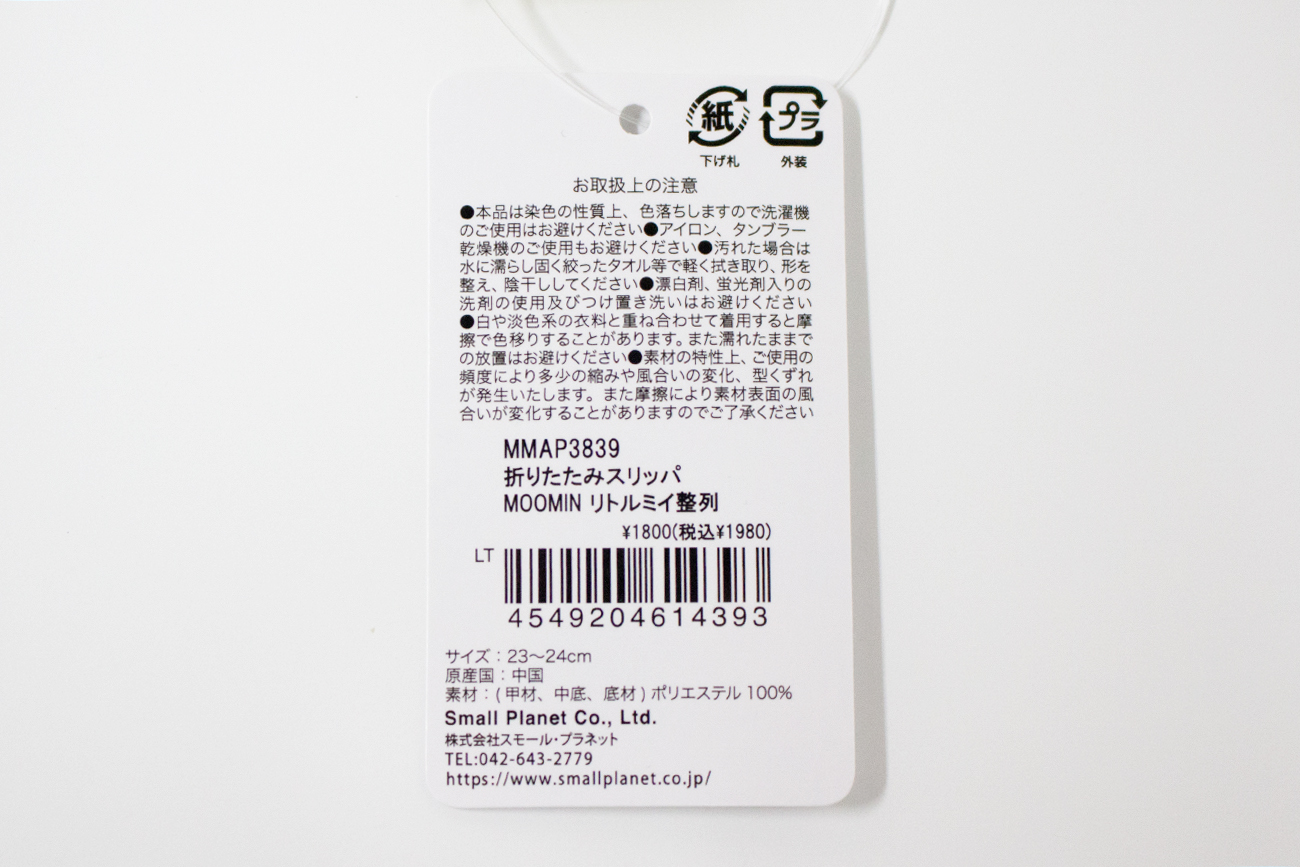 紙 プラ
下げ札 外装
お取扱上の注意
●本品は染色の性質上、色落ちしますので洗濯機
のご使用はお避けください●アイロン、タンブラー
乾燥機のご使用もお避けください●汚れた場合は
水に濡らし固く絞ったタオル等で軽く拭き取り、形を
整え、陰干ししてください●漂白剤、蛍光剤入りの
洗剤の使用及びつけ置き洗いはお避けください
●白や淡色系の衣料と重ね合わせて着用すると摩
擦で色移りすることがあります。また濡れたままで
の放置はお避けください●素材の特性上、ご使用の
頻度により多少の縮みや風合いの変化、型くずれ
が発生いたします。また摩擦により素材表面の風
合いが変化することがありますのでご了承ください
MMAP3839
折りたたみスリッパ
MOOMIN リトルミイ整列
¥1800(税込¥1980)
LT
4549204614393
サイズ：23～24cm
原産国：中国
素材：(甲材、中底、底材)ポリエステル100%
Small Planet Co., Ltd.
株式会社スモール・プラネット
TEL:042-643-2779
https://www.smallplanet.co.jp/